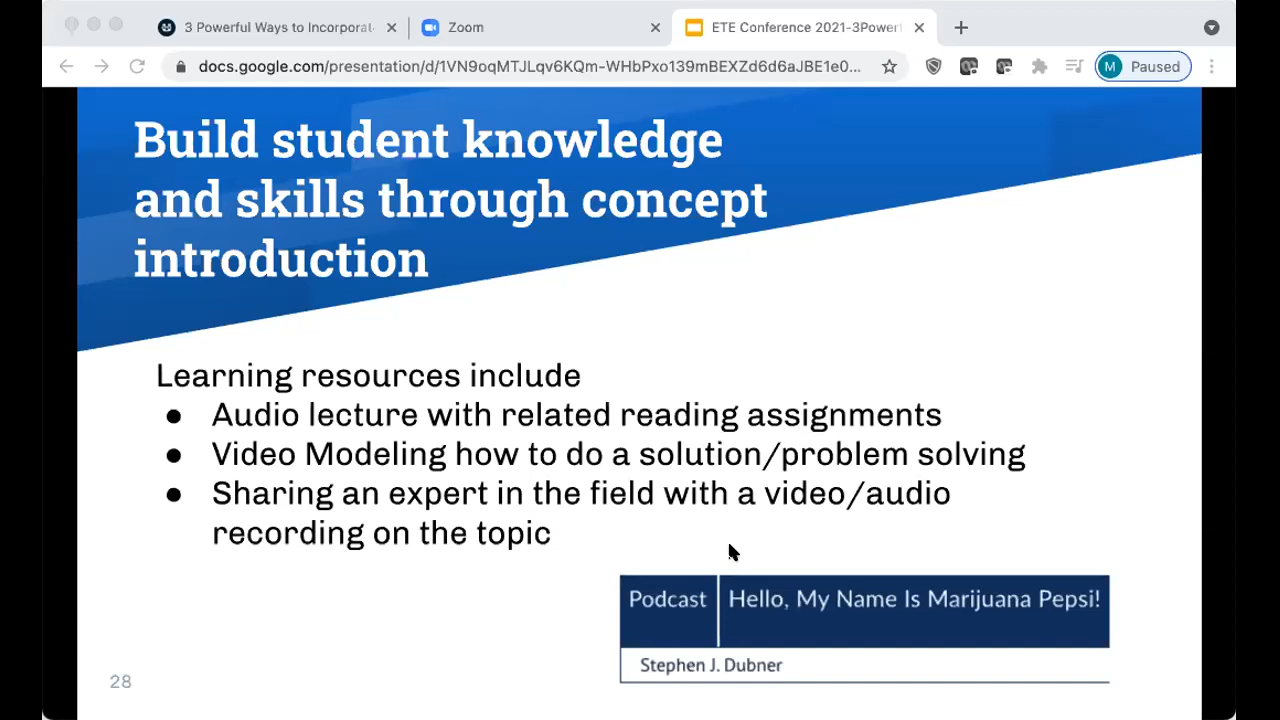 3 Powerful Ways to Incorporat
Zoom
ETE Conference 2021-3Powerf
docs.google.com/presentation/d/1VN9oqMTJLqv6KQm-WHbPxo139mBEXZd6d6aJBE1e0...
M Paused
Build student knowledge
and skills through concept
introduction
Learning resources include
● Audio lecture with related reading assignments
● Video Modeling how to do a solution/problem solving
● Sharing an expert in the field with a video/audio
recording on the topic
Podcast Hello, My Name Is Marijuana Pepsi!
Stephen J. Dubner
28